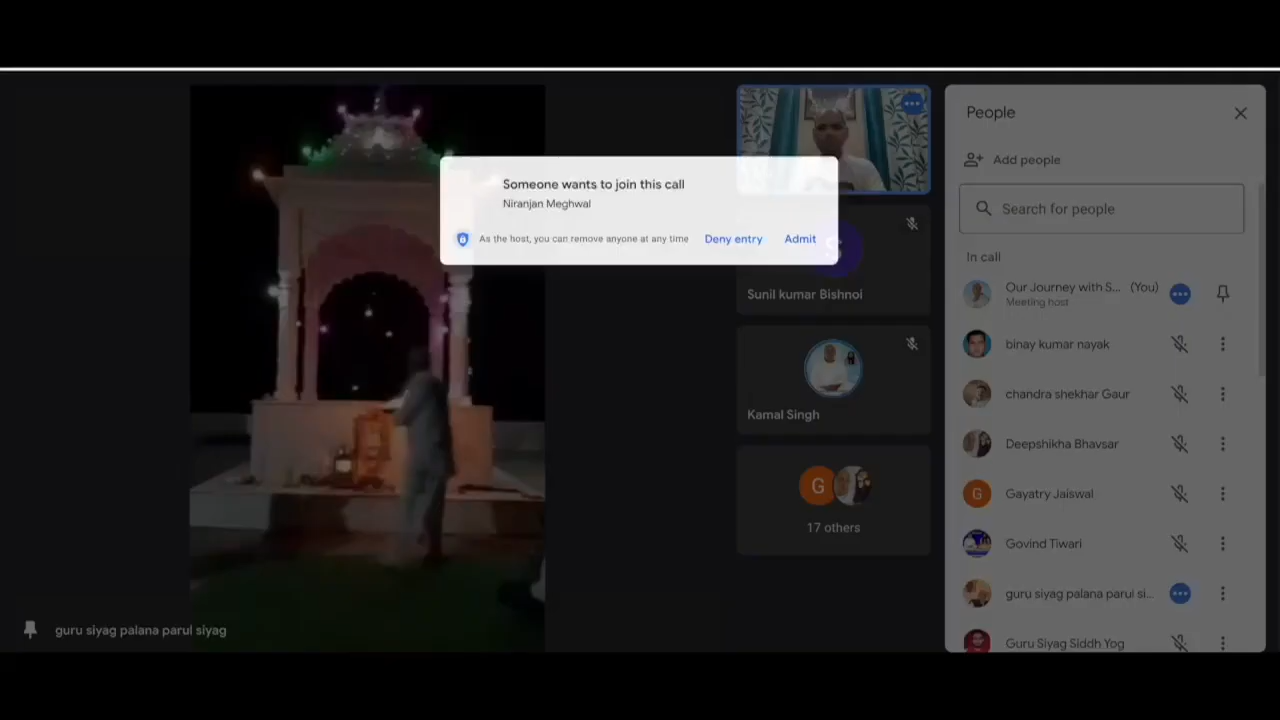 Someone wants to join this call
Niranjan Meghwal
As the host, you can remove anyone at any time
Deny entry
Admit
Sunil kumar Bishnoi
Kamal Singh
G
17 others
guru siyag palana parul siyag
People
Add people
Search for people
In call
Our Journey with S... (You)
Meeting host
binay kumar nayak
chandra shekhar Gaur
Deepshikha Bhavsar
G Gayatry Jaiswal
Govind Tiwari
guru siyag palana parul si...
Guru Siyag Siddh Yog